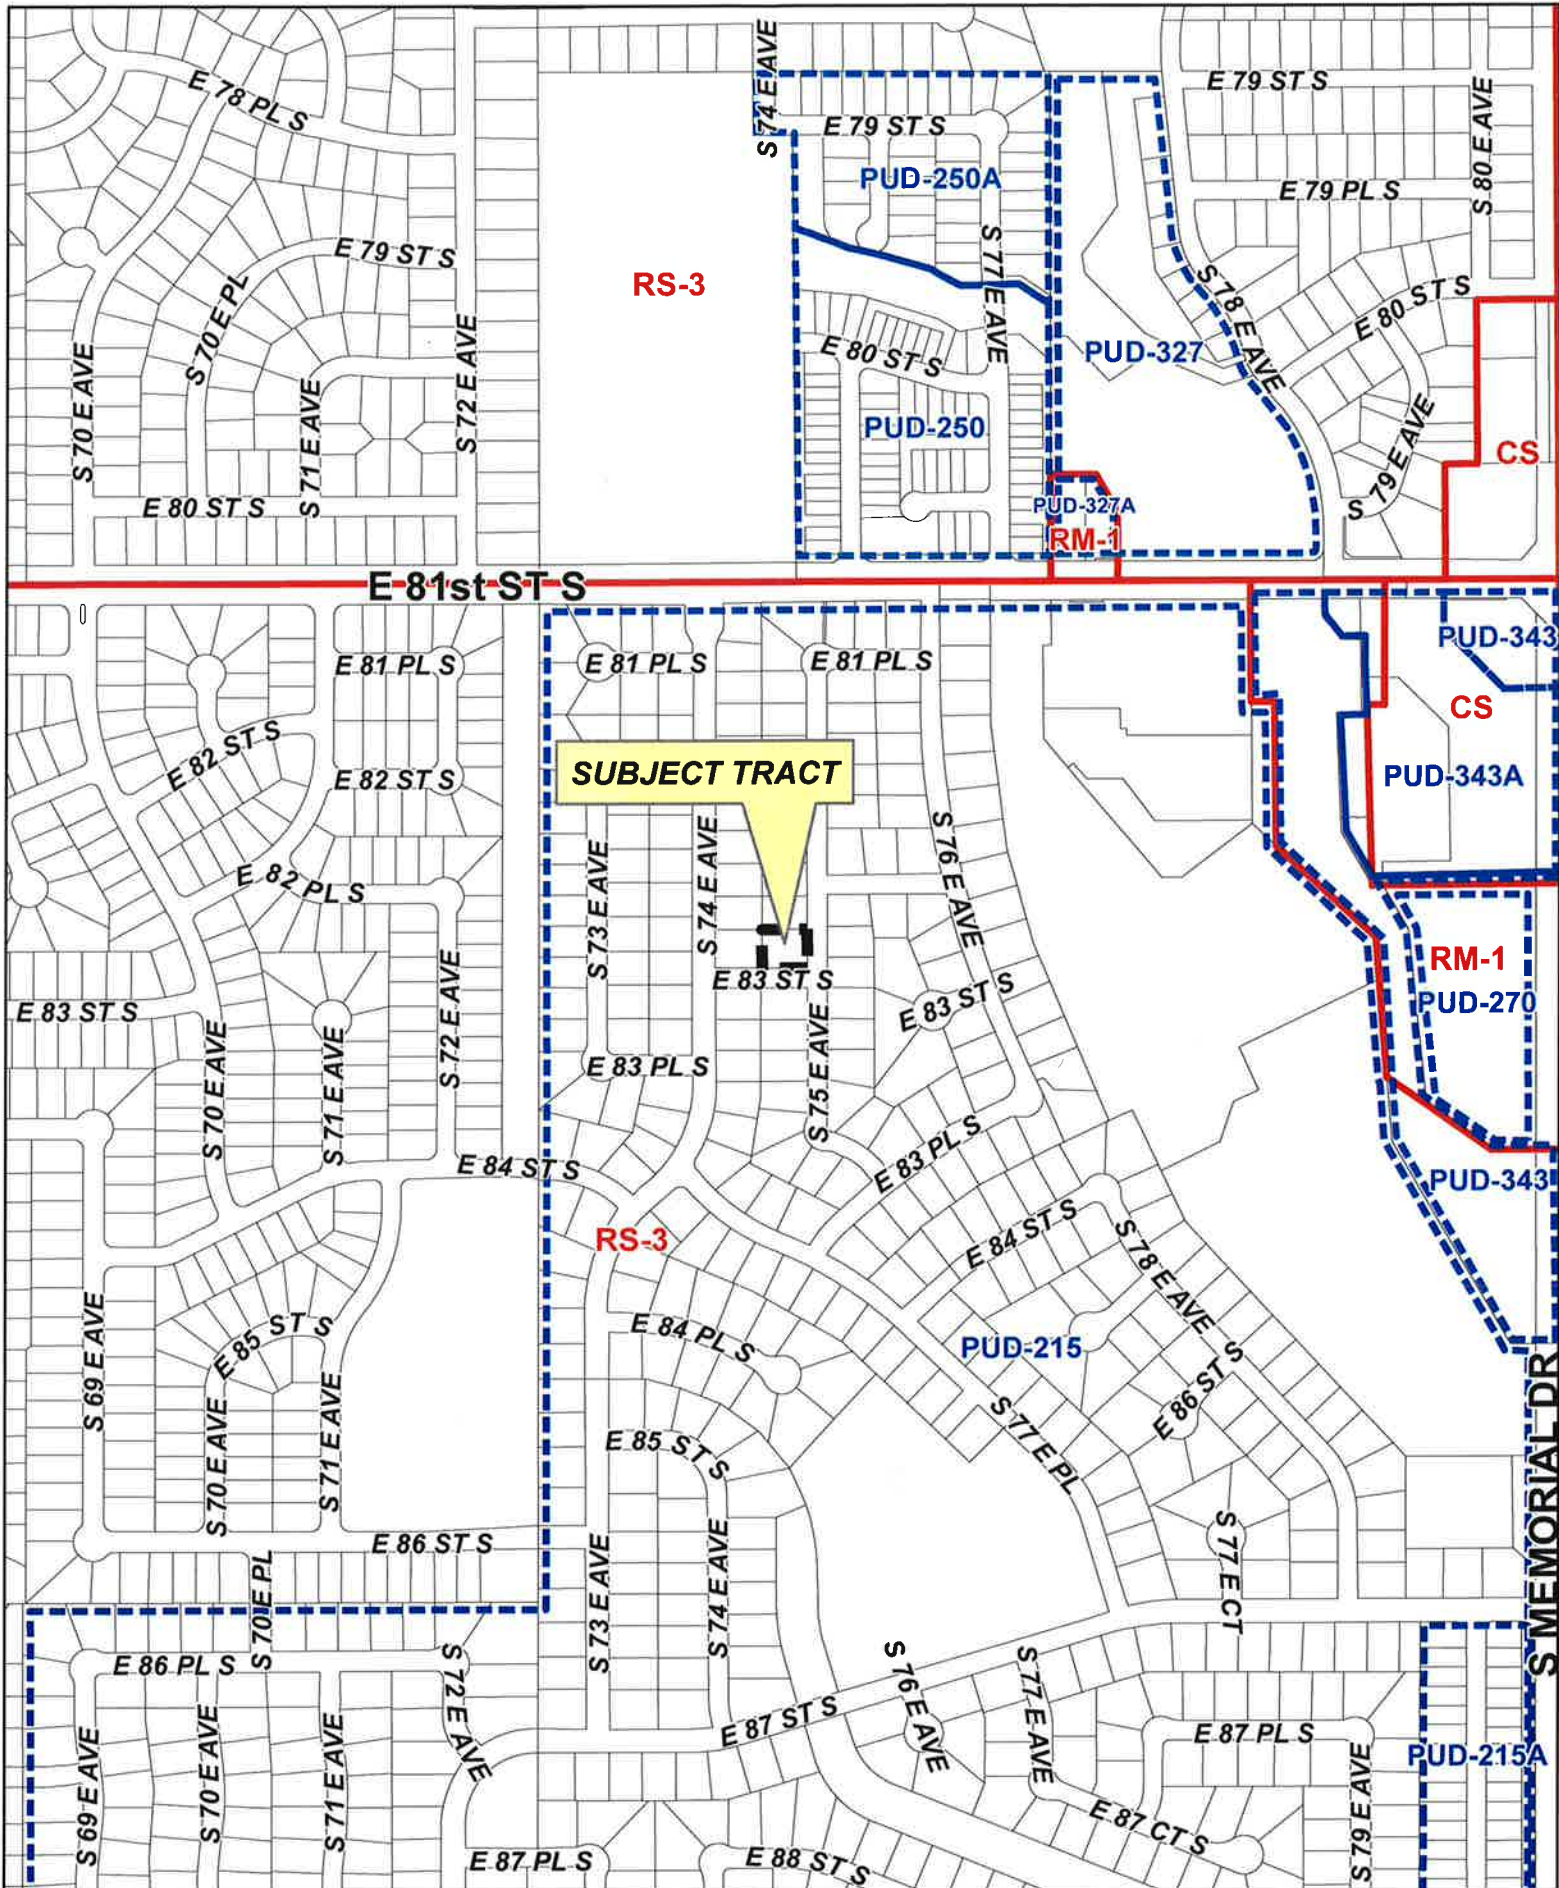 S 74 E AVE
E 78 PL S
E 79 ST S
E 79 ST S
S 80 E AVE
PUD-250A
E 79 PL S
E 79 ST S
S 77 E AVE
S 78 E AVE
RS-3
S 70 E PL
E 80 ST S
S 70 E AVE
S 71 E AVE
S 72 E AVE
E 80 ST S
PUD-327
PUD-250
S 79 E AVE
CS
E 80 ST S
PUD-327A
RM-1
E 81st ST S
E 81 PL S
E 81 PL S
E 81 PL S
PUD-343
CS
E 82 ST S
E 82 ST S
SUBJECT TRACT
PUD-343A
S 73 E AVE
S 74 E AVE
S 76 E AVE
E 82 PL S
RM-1
PUD-270
E 83 ST S
S 72 E AVE
E 83 ST S
E 83 ST S
S 70 E AVE
S 71 E AVE
E 83 PL S
S 75 E AVE
E 83 PL S
E 84 ST S
PUD-343
RS-3
E 84 ST S
S 78 E AVE
S 69 E AVE
E 85 ST S
E 84 PL S
PUD-215
E 86 ST S
S MEMORIAL DR
S 70 E AVE
S 71 E AVE
E 85 ST S
S 77 E PL
E 86 ST S
S 77 E CT
S 70 E PL
S 73 E AVE
S 74 E AVE
E 86 PL S
S 72 E AVE
S 76 E AVE
S 77 E AVE
E 87 ST S
E 87 PL S
S 69 E AVE
S 70 E AVE
S 71 E AVE
PUD-215A
S 79 E AVE
E 87 CT S
E 87 PL S
E 88 ST S